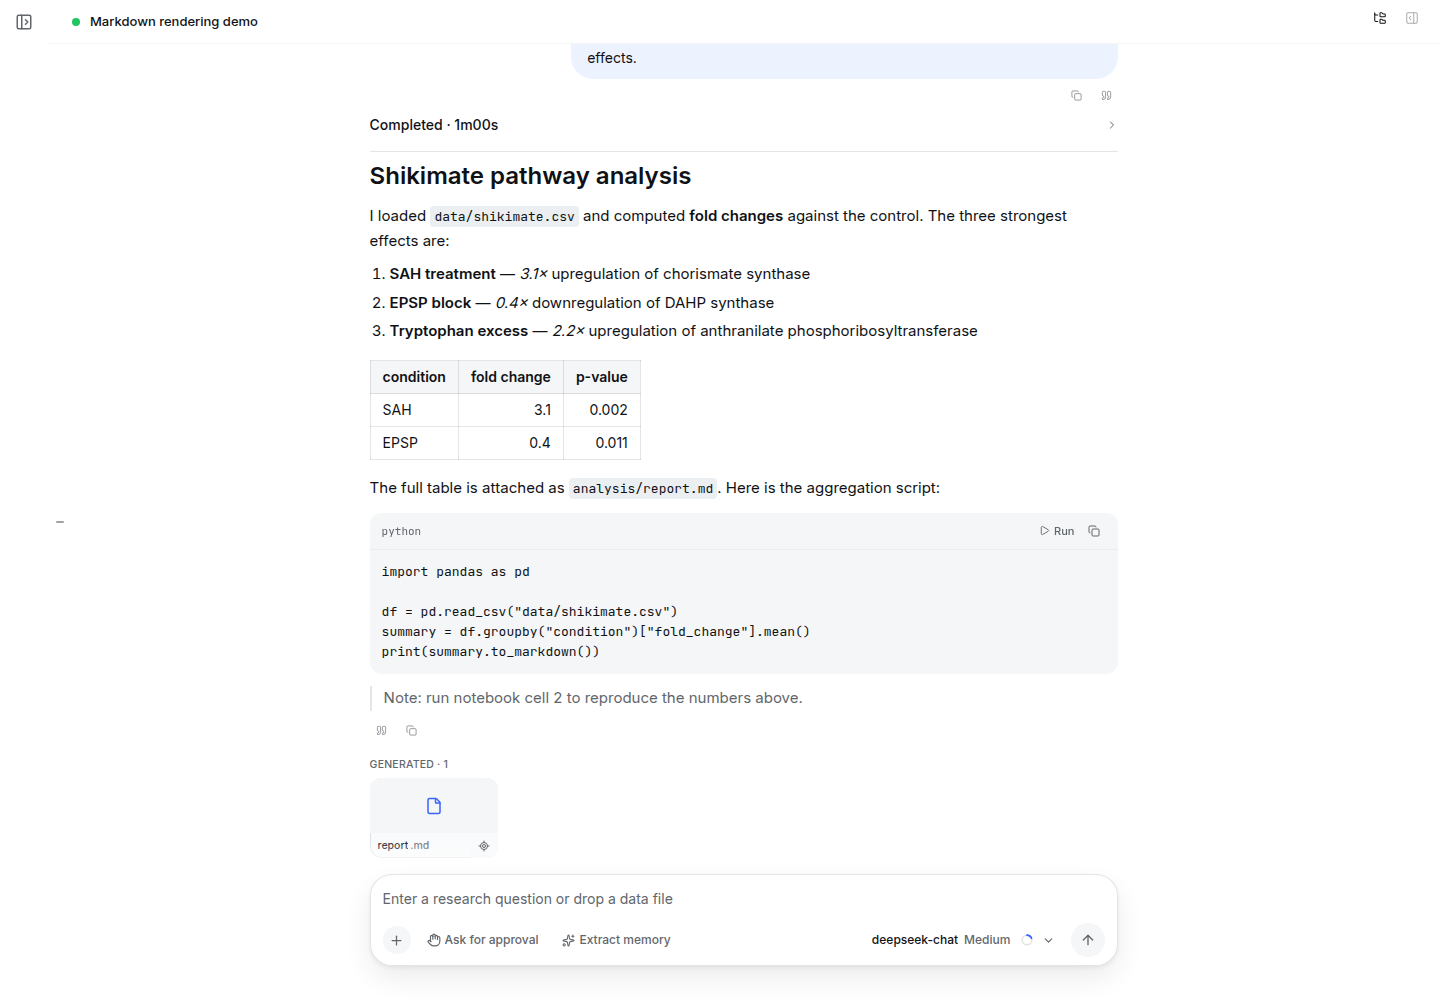 Markdown rendering demo
effects.
Completed · 1m00s
Shikimate pathway analysis
I loaded data/shikimate.csv and computed fold changes against the control. The three strongest
effects are:
1. SAH treatment — 3.1× upregulation of chorismate synthase
2. EPSP block — 0.4× downregulation of DAHP synthase
3. Tryptophan excess — 2.2× upregulation of anthranilate phosphoribosyltransferase
condition fold change p-value
SAH 3.1 0.002
EPSP 0.4 0.011
The full table is attached as analysis/report.md. Here is the aggregation script:
python Run
import pandas as pd
df = pd.read_csv("data/shikimate.csv")
summary = df.groupby("condition")["fold_change"].mean()
print(summary.to_markdown())
Note: run notebook cell 2 to reproduce the numbers above.
GENERATED · 1
report.md
Enter a research question or drop a data file
Ask for approval Extract memory deepseek-chat Medium